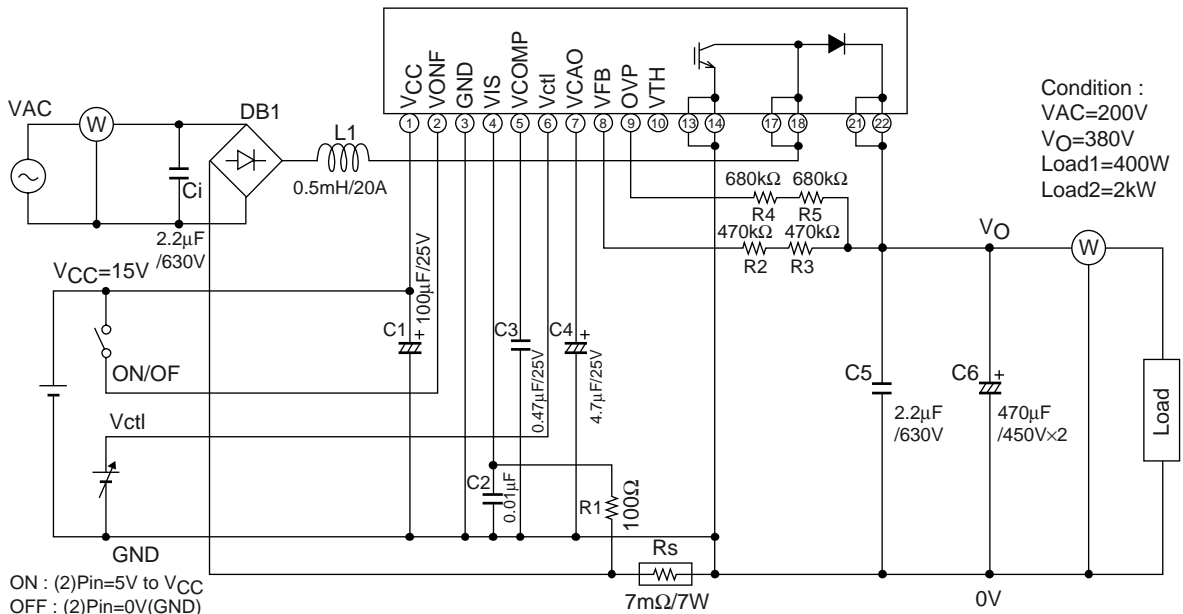 VCC
VONF
GND
VIS
VCOMP
Vctl
VCAO
VFB
OVP
VTH
1
2
3
4
5
6
7
8
9
10
13
14
17
18
21
22
Condition :
VAC=200V
VO=380V
Load1=400W
Load2=2kW
VAC
W
DB1
L1
0.5mH/20A
Ci
2.2μF
/630V
680kΩ
680kΩ
R4
R5
470kΩ
470kΩ
R2
R3
VO
W
VCC=15V
100μF/25V
C1
+
C3
0.47μF/25V
C4
+
4.7μF/25V
ON/OF
Vctl
C2
0.01μF
R1
100Ω
C5
2.2μF
/630V
C6
+
470μF
/450V×2
Load
GND
Rs
7mΩ/7W
0V
ON : (2)Pin=5V to VCC
OFF : (2)Pin=0V(GND)